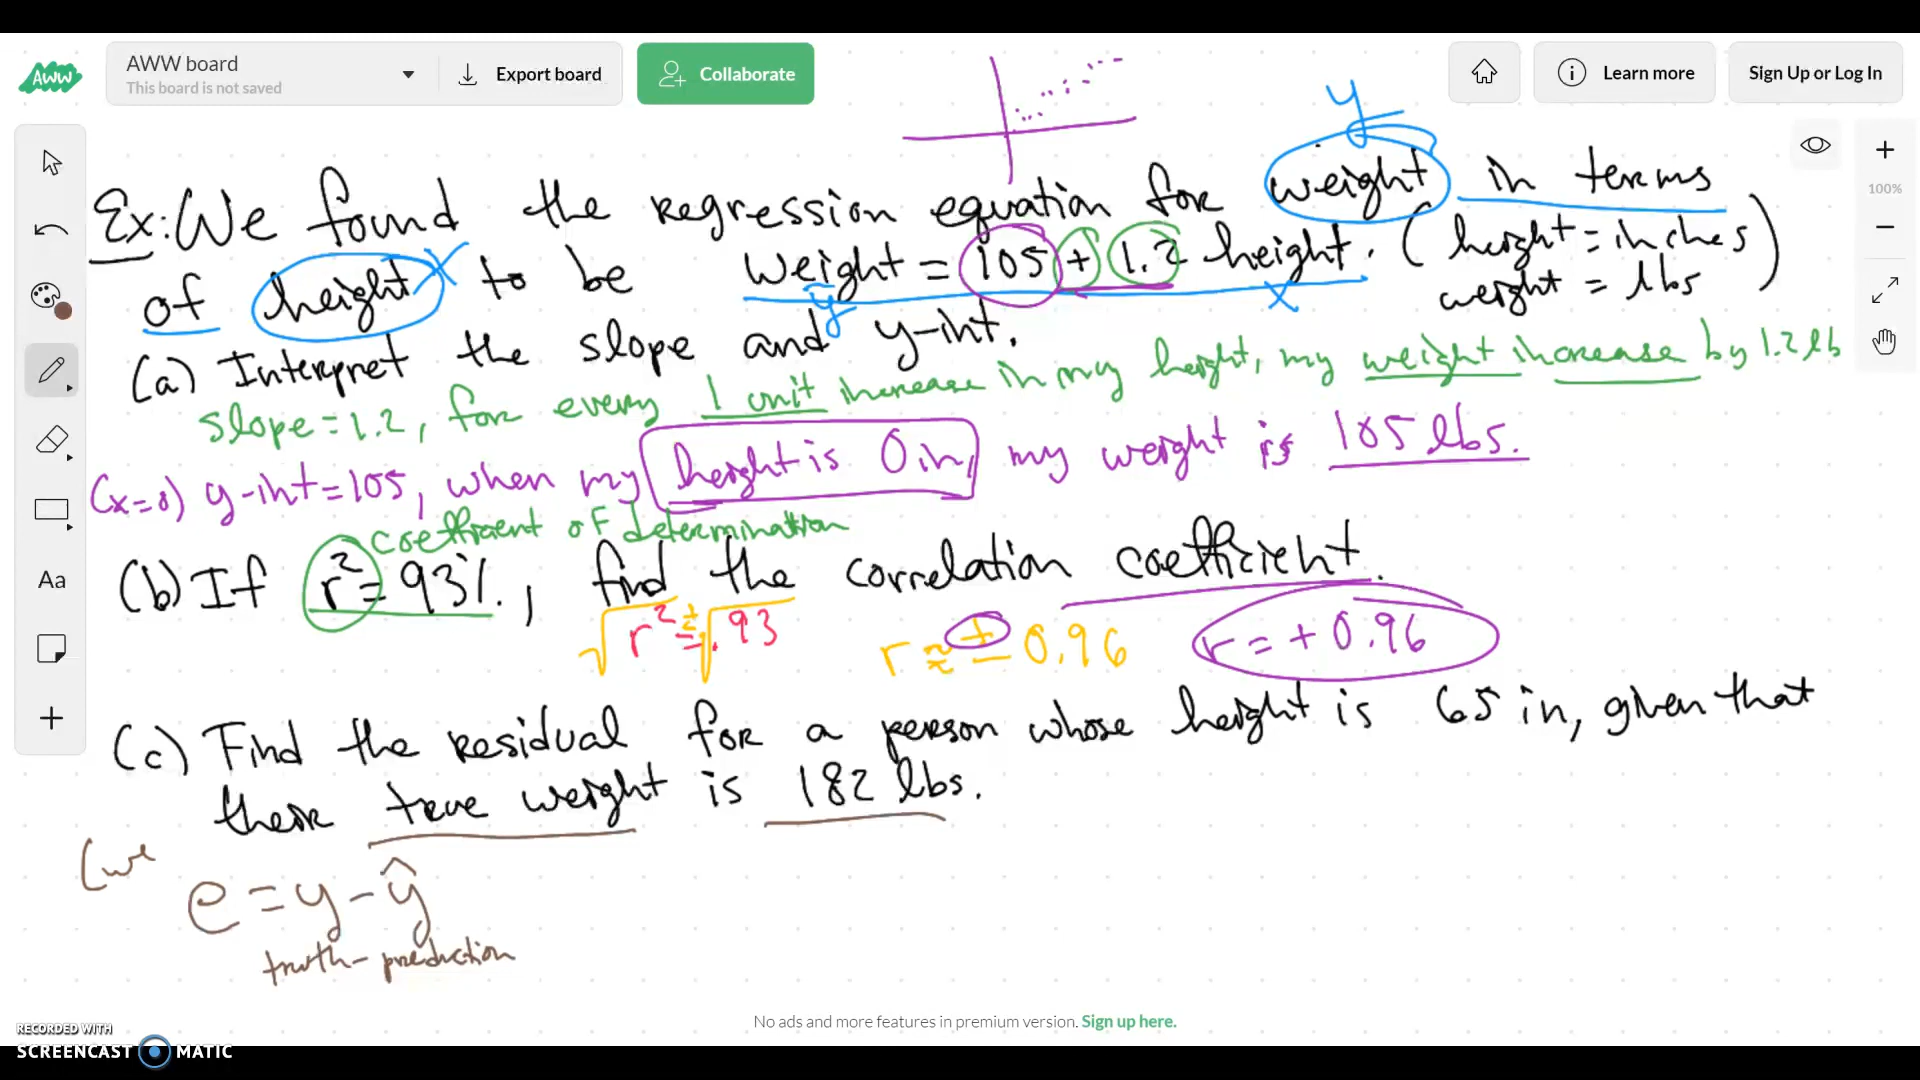 AWW
AWW board
This board is not saved
Export board
Collaborate
Learn more
Sign Up or Log In
100%
Aa
y
Ex: We found the regression equation for weight in terms
of height x to be weight = 105 + 1.2 height. (height = inches
weight = lbs)
y x
(a) Interpret the slope and y-int.
slope = 1.2, for every 1 unit increase in my height, my weight increase by 1.2 lb
(x=0) y-int = 105, when my height is 0 in, my weight is 105 lbs.
coefficient of determination
(b) If r² = 93%, find the correlation coefficient.
√r² = ±√.93 r ≈ ± 0.96 r = + 0.96
(c) Find the residual for a person whose height is 65 in, given that
their true weight is 182 lbs.
(we
e = y - ŷ
truth - prediction
No ads and more features in premium version. Sign up here.
RECORDED WITH
SCREENCAST MATIC